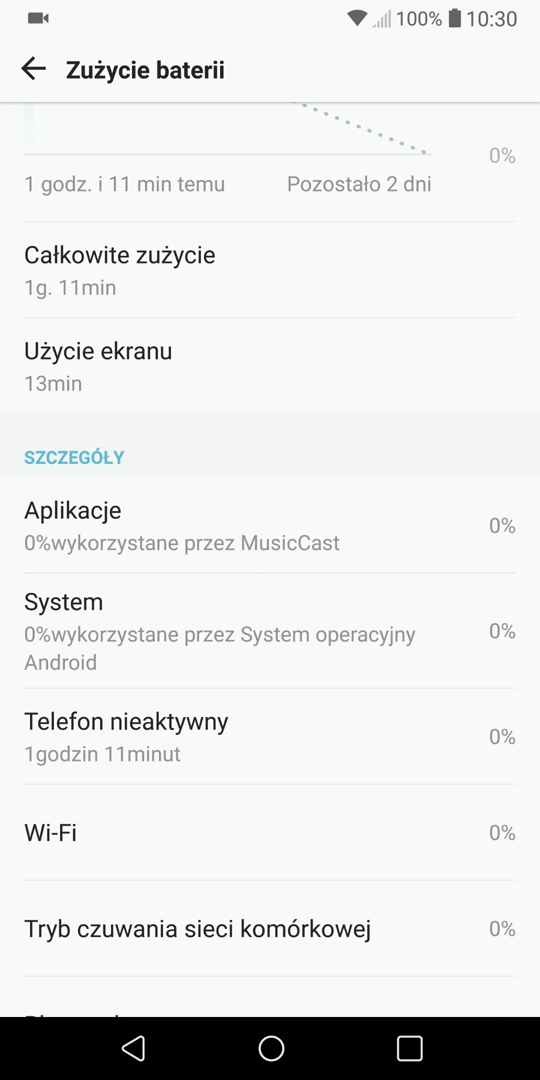 100% 10:30
Zużycie baterii
0%
1 godz. i 11 min temu Pozostało 2 dni
Całkowite zużycie
1g. 11min
Użycie ekranu
13min
SZCZEGÓŁY
Aplikacje
0%wykorzystane przez MusicCast
0%
System
0%wykorzystane przez System operacyjny
Android
0%
Telefon nieaktywny
1godzin 11minut
0%
Wi-Fi 0%
Tryb czuwania sieci komórkowej 0%